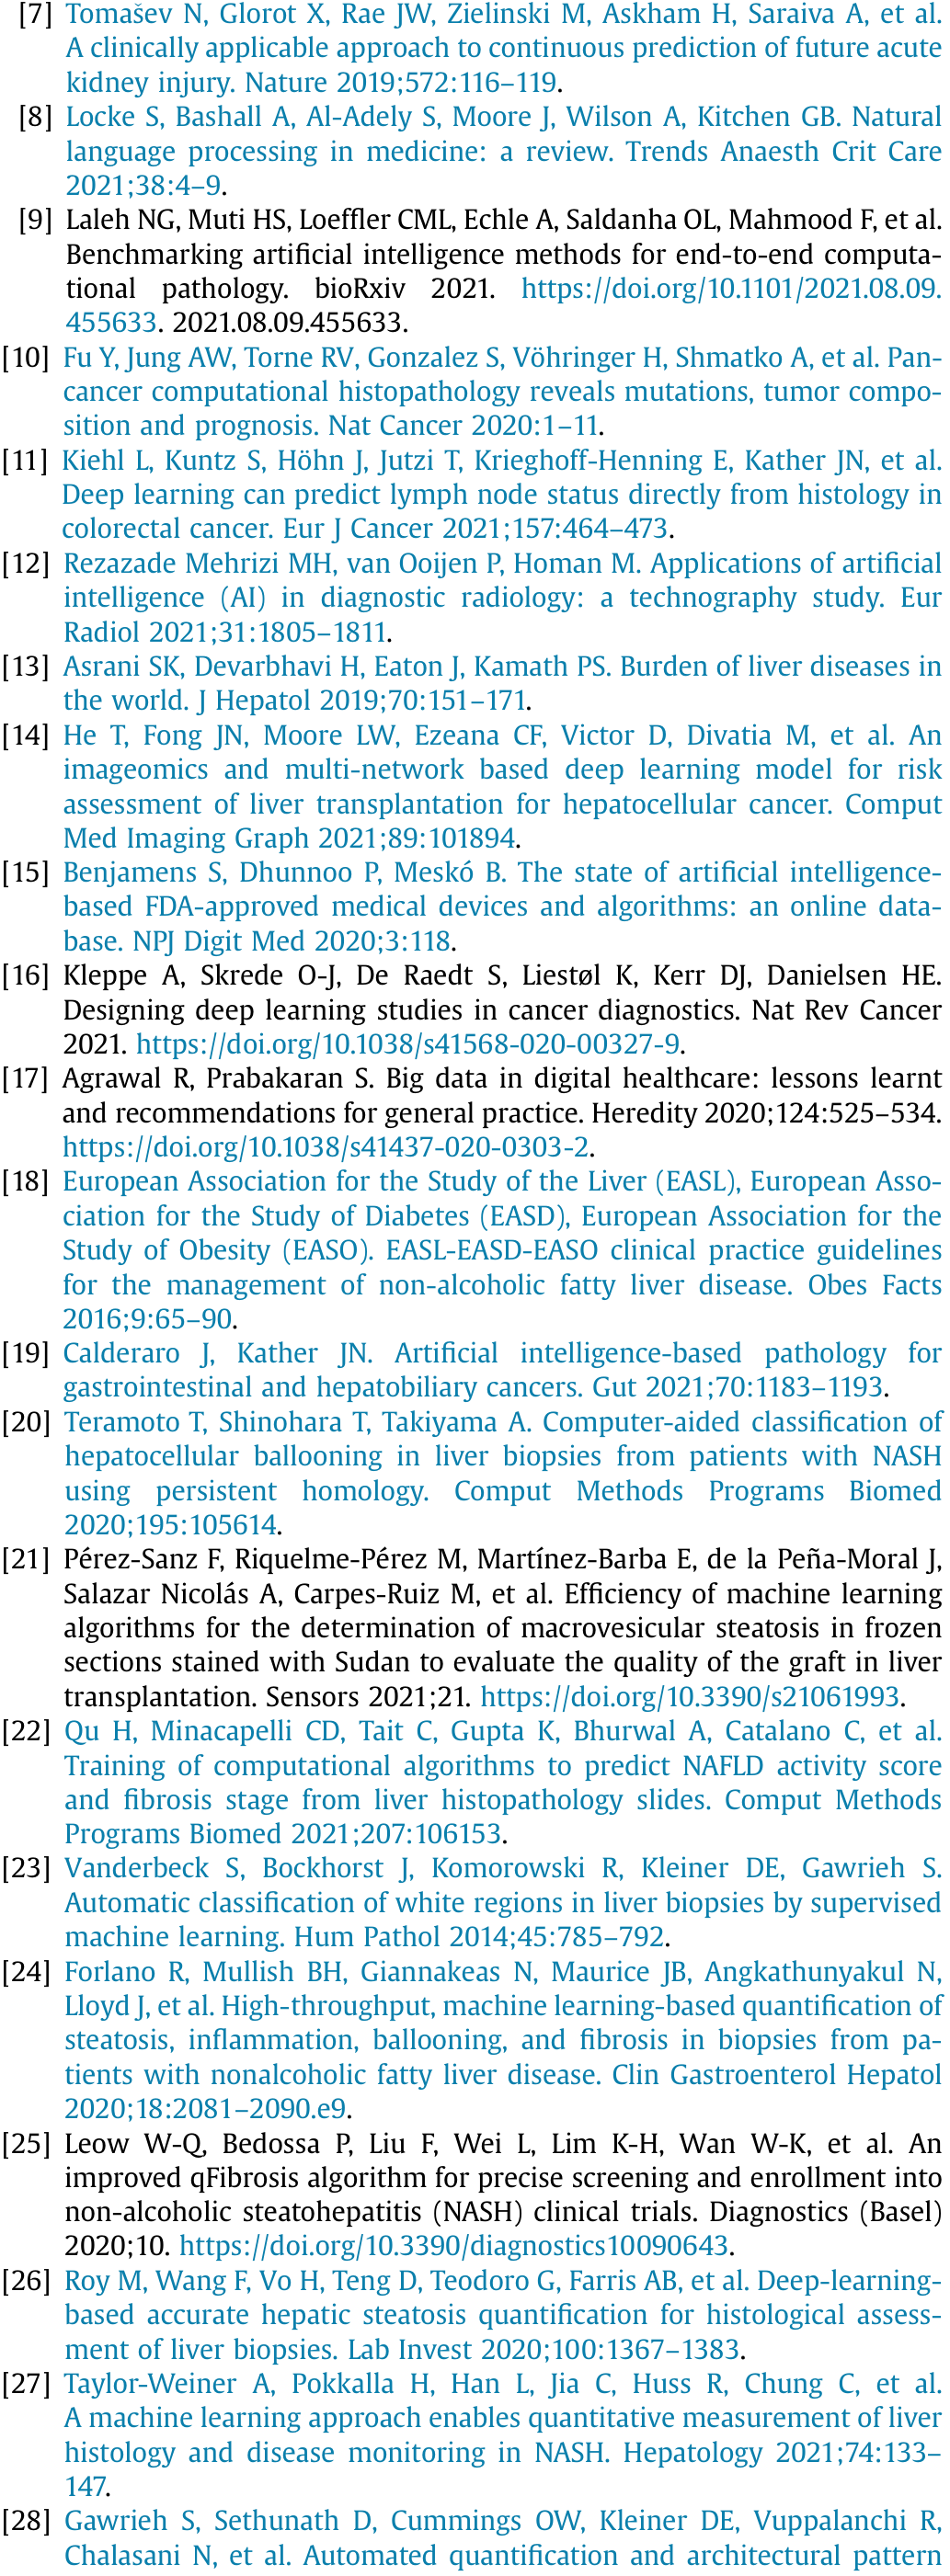 [7] Tomašev N, Glorot X, Rae JW, Zielinski M, Askham H, Saraiva A, et al.
A clinically applicable approach to continuous prediction of future acute
kidney injury. Nature 2019;572:116–119.
[8] Locke S, Bashall A, Al-Adely S, Moore J, Wilson A, Kitchen GB. Natural
language processing in medicine: a review. Trends Anaesth Crit Care
2021;38:4–9.
[9] Laleh NG, Muti HS, Loeffler CML, Echle A, Saldanha OL, Mahmood F, et al.
Benchmarking artificial intelligence methods for end-to-end computa-
tional pathology. bioRxiv 2021. https://doi.org/10.1101/2021.08.09.
455633. 2021.08.09.455633.
[10] Fu Y, Jung AW, Torne RV, Gonzalez S, Vöhringer H, Shmatko A, et al. Pan-
cancer computational histopathology reveals mutations, tumor compo-
sition and prognosis. Nat Cancer 2020:1–11.
[11] Kiehl L, Kuntz S, Höhn J, Jutzi T, Krieghoff-Henning E, Kather JN, et al.
Deep learning can predict lymph node status directly from histology in
colorectal cancer. Eur J Cancer 2021;157:464–473.
[12] Rezazade Mehrizi MH, van Ooijen P, Homan M. Applications of artificial
intelligence (AI) in diagnostic radiology: a technography study. Eur
Radiol 2021;31:1805–1811.
[13] Asrani SK, Devarbhavi H, Eaton J, Kamath PS. Burden of liver diseases in
the world. J Hepatol 2019;70:151–171.
[14] He T, Fong JN, Moore LW, Ezeana CF, Victor D, Divatia M, et al. An
imageomics and multi-network based deep learning model for risk
assessment of liver transplantation for hepatocellular cancer. Comput
Med Imaging Graph 2021;89:101894.
[15] Benjamens S, Dhunnoo P, Meskó B. The state of artificial intelligence-
based FDA-approved medical devices and algorithms: an online data-
base. NPJ Digit Med 2020;3:118.
[16] Kleppe A, Skrede O-J, De Raedt S, Liestøl K, Kerr DJ, Danielsen HE.
Designing deep learning studies in cancer diagnostics. Nat Rev Cancer
2021. https://doi.org/10.1038/s41568-020-00327-9.
[17] Agrawal R, Prabakaran S. Big data in digital healthcare: lessons learnt
and recommendations for general practice. Heredity 2020;124:525–534.
https://doi.org/10.1038/s41437-020-0303-2.
[18] European Association for the Study of the Liver (EASL), European Asso-
ciation for the Study of Diabetes (EASD), European Association for the
Study of Obesity (EASO). EASL-EASD-EASO clinical practice guidelines
for the management of non-alcoholic fatty liver disease. Obes Facts
2016;9:65–90.
[19] Calderaro J, Kather JN. Artificial intelligence-based pathology for
gastrointestinal and hepatobiliary cancers. Gut 2021;70:1183–1193.
[20] Teramoto T, Shinohara T, Takiyama A. Computer-aided classification of
hepatocellular ballooning in liver biopsies from patients with NASH
using persistent homology. Comput Methods Programs Biomed
2020;195:105614.
[21] Pérez-Sanz F, Riquelme-Pérez M, Martínez-Barba E, de la Peña-Moral J,
Salazar Nicolás A, Carpes-Ruiz M, et al. Efficiency of machine learning
algorithms for the determination of macrovesicular steatosis in frozen
sections stained with Sudan to evaluate the quality of the graft in liver
transplantation. Sensors 2021;21. https://doi.org/10.3390/s21061993.
[22] Qu H, Minacapelli CD, Tait C, Gupta K, Bhurwal A, Catalano C, et al.
Training of computational algorithms to predict NAFLD activity score
and fibrosis stage from liver histopathology slides. Comput Methods
Programs Biomed 2021;207:106153.
[23] Vanderbeck S, Bockhorst J, Komorowski R, Kleiner DE, Gawrieh S.
Automatic classification of white regions in liver biopsies by supervised
machine learning. Hum Pathol 2014;45:785–792.
[24] Forlano R, Mullish BH, Giannakeas N, Maurice JB, Angkathunyakul N,
Lloyd J, et al. High-throughput, machine learning-based quantification of
steatosis, inflammation, ballooning, and fibrosis in biopsies from pa-
tients with nonalcoholic fatty liver disease. Clin Gastroenterol Hepatol
2020;18:2081–2090.e9.
[25] Leow W-Q, Bedossa P, Liu F, Wei L, Lim K-H, Wan W-K, et al. An
improved qFibrosis algorithm for precise screening and enrollment into
non-alcoholic steatohepatitis (NASH) clinical trials. Diagnostics (Basel)
2020;10. https://doi.org/10.3390/diagnostics10090643.
[26] Roy M, Wang F, Vo H, Teng D, Teodoro G, Farris AB, et al. Deep-learning-
based accurate hepatic steatosis quantification for histological assess-
ment of liver biopsies. Lab Invest 2020;100:1367–1383.
[27] Taylor-Weiner A, Pokkalla H, Han L, Jia C, Huss R, Chung C, et al.
A machine learning approach enables quantitative measurement of liver
histology and disease monitoring in NASH. Hepatology 2021;74:133–
147.
[28] Gawrieh S, Sethunath D, Cummings OW, Kleiner DE, Vuppalanchi R,
Chalasani N, et al. Automated quantification and architectural pattern